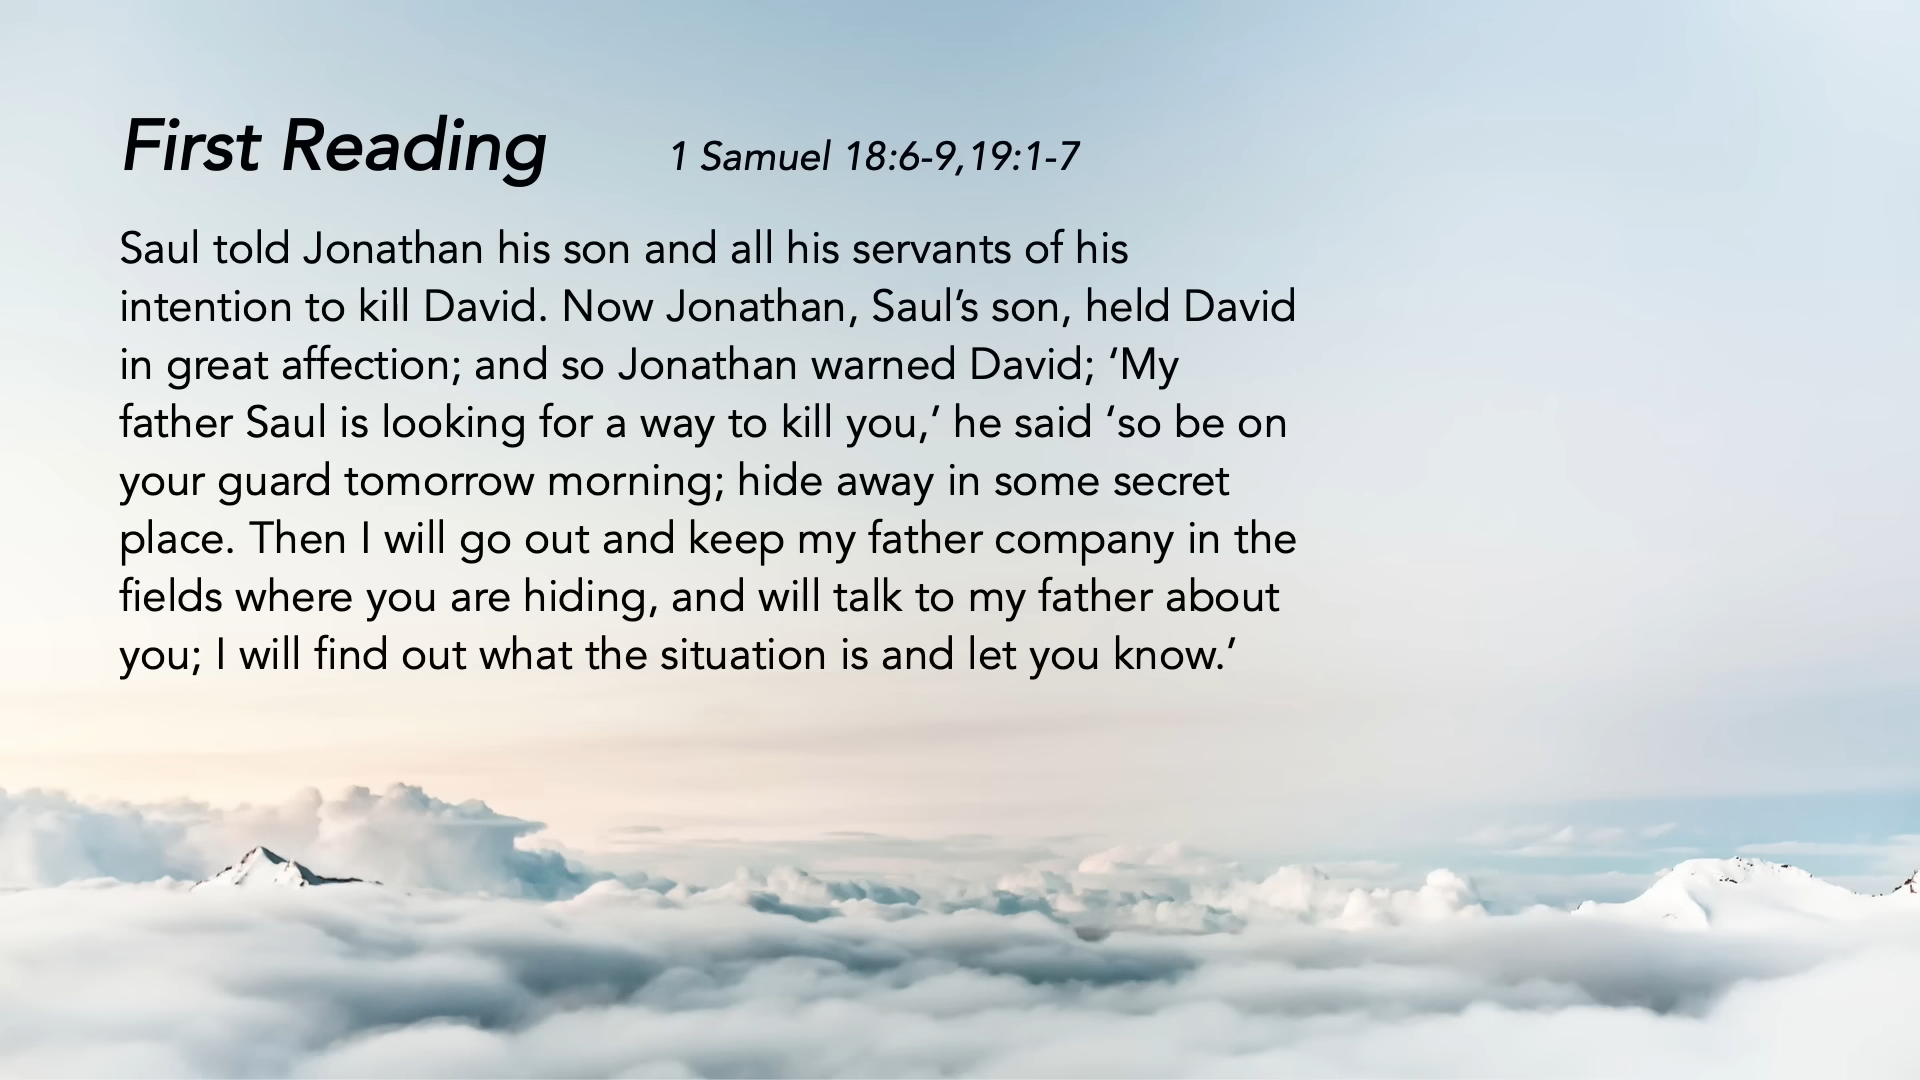 First Reading 1 Samuel 18:6-9,19:1-7
Saul told Jonathan his son and all his servants of his
intention to kill David. Now Jonathan, Saul’s son, held David
in great affection; and so Jonathan warned David; ‘My
father Saul is looking for a way to kill you,’ he said ‘so be on
your guard tomorrow morning; hide away in some secret
place. Then I will go out and keep my father company in the
fields where you are hiding, and will talk to my father about
you; I will find out what the situation is and let you know.’